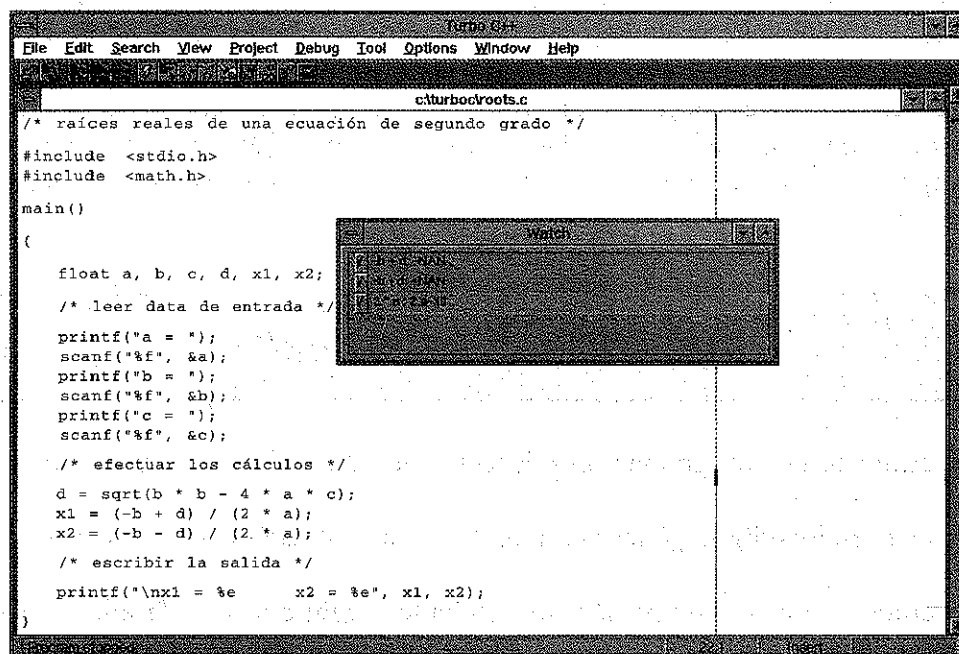 Turbo C++
File Edit Search View Project Debug Tool Options Window Help
c:\turboc\roots.c
/* raíces reales de una ecuación de segundo grado */
#include <stdio.h>
#include <math.h>
main()
{
float a, b, c, d, x1, x2;
/* leer data de entrada */
printf("a = ");
scanf("%f", &a);
printf("b = ");
scanf("%f", &b);
printf("c = ");
scanf("%f", &c);
/* efectuar los cálculos */
d = sqrt(b * b - 4 * a * c);
x1 = (-b + d) / (2 * a);
x2 = (-b - d) / (2 * a);
/* escribir la salida */
printf("\nx1 = %e x2 = %e", x1, x2);
}
Watch
Program stopped
Insert